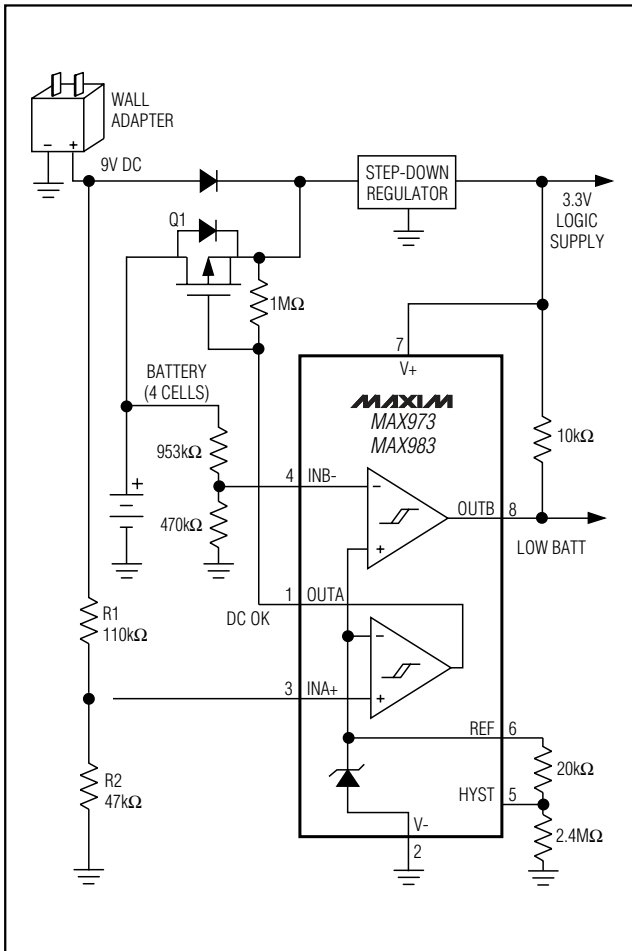 WALL
ADAPTER
− +
9V DC
STEP-DOWN
REGULATOR
3.3V
LOGIC
SUPPLY
Q1
1MΩ
7
V+
BATTERY
(4 CELLS)
MAXIM
MAX973
MAX983
10kΩ
953kΩ
4 INB-
−
OUTB 8
+
470kΩ
+
LOW BATT
1 OUTA
DC OK
R1
110kΩ
−
3 INA+
+
REF 6
20kΩ
R2
47kΩ
HYST 5
2.4MΩ
V-
2